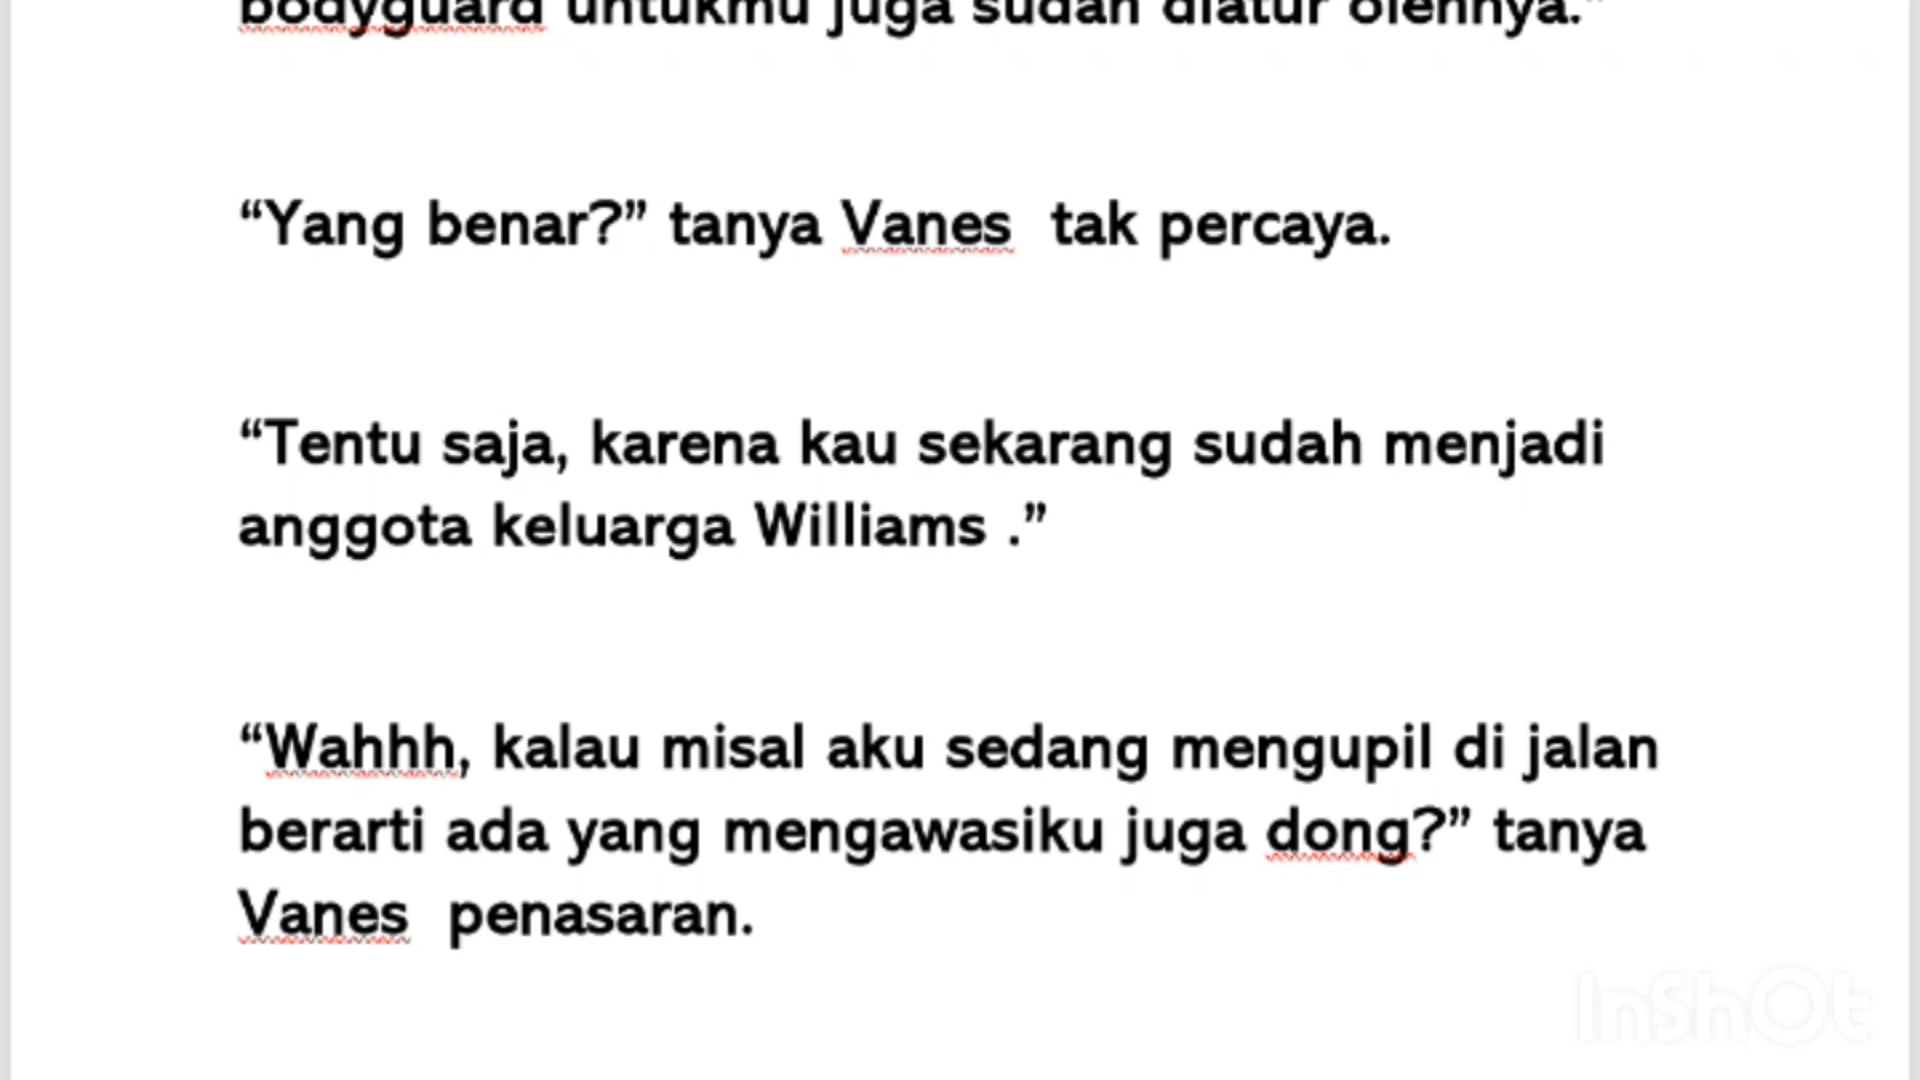 bodyguard untukmu juga sudah diatur olehnya.”
“Yang benar?” tanya Vanes  tak percaya.
“Tentu saja, karena kau sekarang sudah menjadi
anggota keluarga Williams .”
“Wahhh, kalau misal aku sedang mengupil di jalan
berarti ada yang mengawasiku juga dong?” tanya
Vanes  penasaran.
InShOt